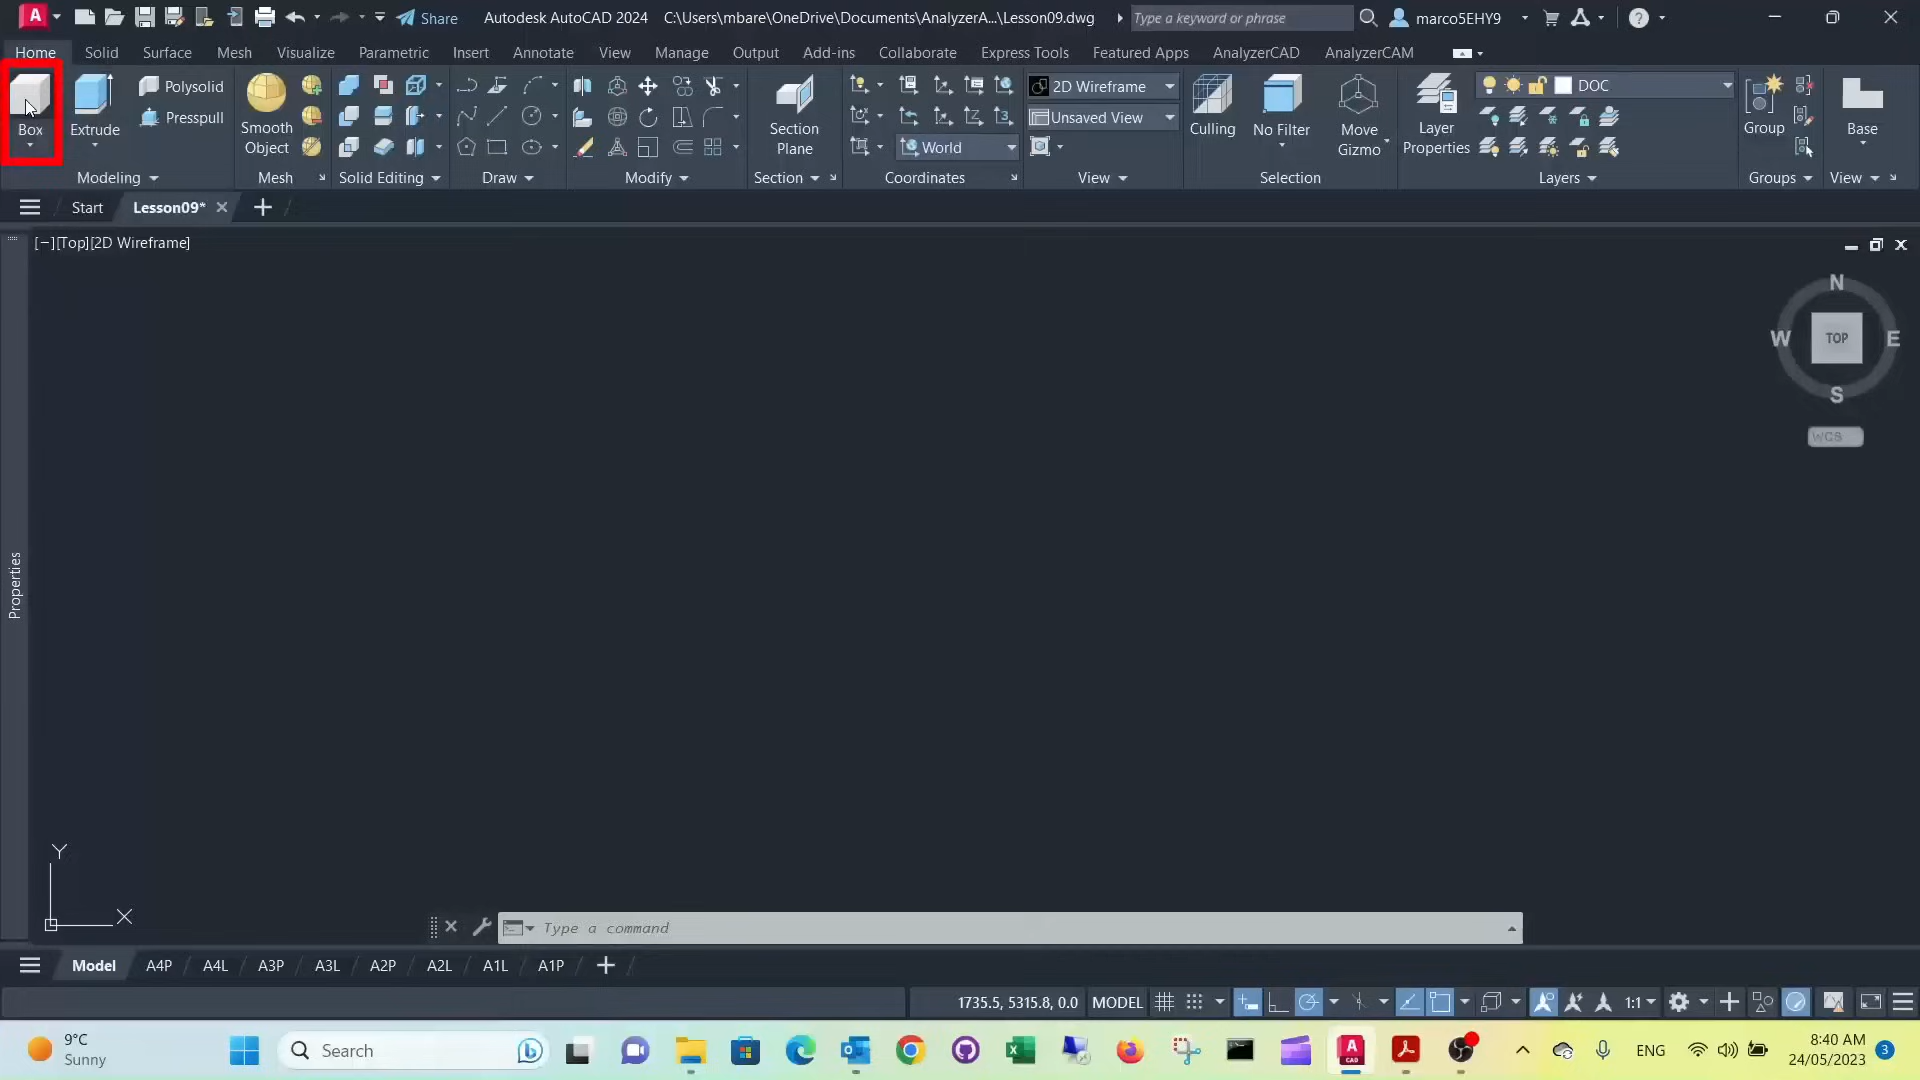 A CAD Share Autodesk AutoCAD 2024 C:\Users\mbare\OneDrive\Documents\AnalyzerA...\Lesson09.dwg Type a keyword or phrase marco5EHY9 ?
Home Solid Surface Mesh Visualize Parametric Insert Annotate View Manage Output Add-ins Collaborate Express Tools Featured Apps AnalyzerCAD AnalyzerCAM
Polysolid 2D Wireframe DOC
Box Extrude Presspull Smooth Object Section Plane Unsaved View Culling No Filter Move Gizmo Layer Properties Group Base
World
Modeling Mesh Solid Editing Draw Modify Section Coordinates View Selection Layers Groups View
Start Lesson09*
[−][Top][2D Wireframe]
N
W TOP E
S
WCS
Properties
Y
X
Type a command
Model A4P A4L A3P A3L A2P A2L A1L A1P
1735.5, 5315.8, 0.0 MODEL 1:1
9°C
Sunny
Search
ENG
8:40 AM
24/05/2023
3